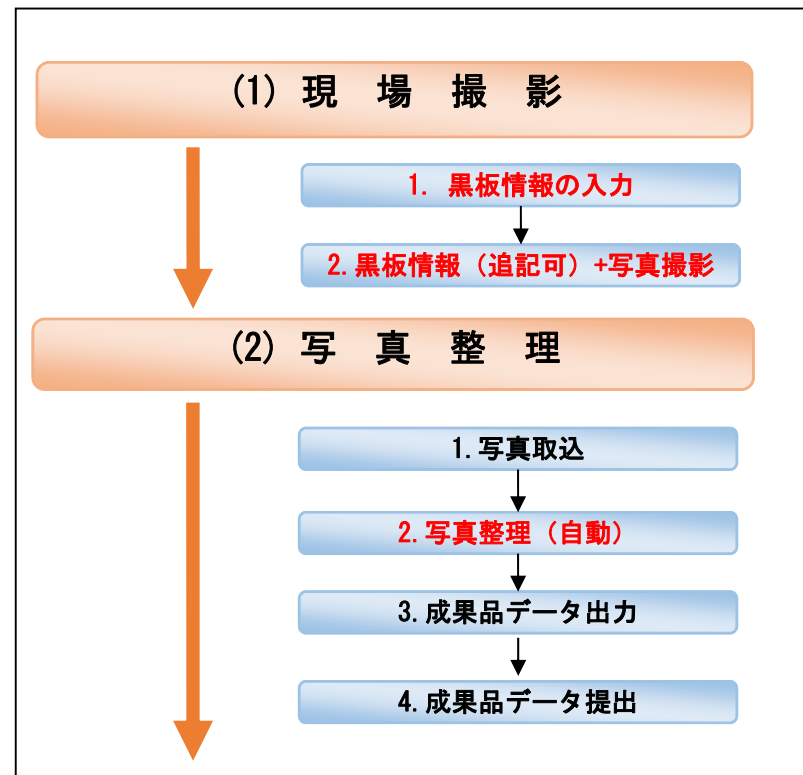 (1) 現 場 撮 影
1. 黒板情報の入力
2.黒板情報（追記可）+写真撮影
(2) 写 真 整 理
1.写真取込
2.写真整理（自動）
3.成果品データ出力
4.成果品データ提出